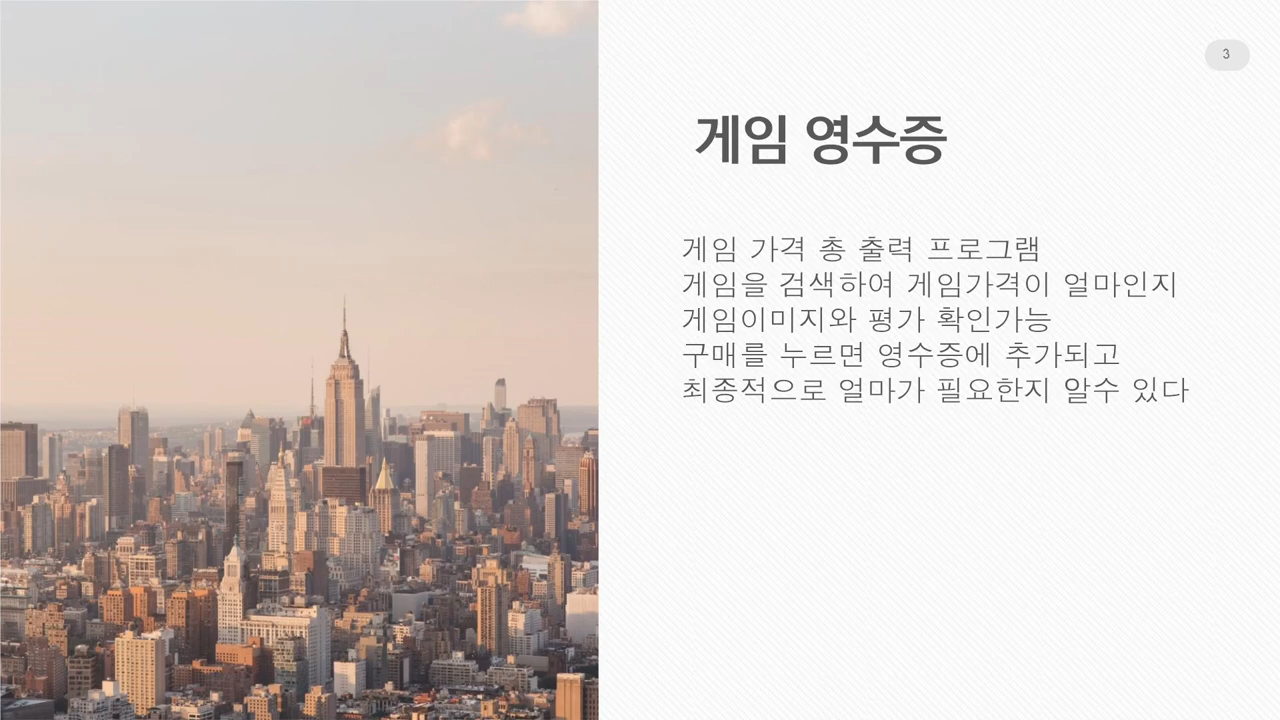 3
게임 영수증
게임 가격 총 출력 프로그램
게임을 검색하여 게임가격이 얼마인지
게임이미지와 평가 확인가능
구매를 누르면 영수증에 추가되고
최종적으로 얼마가 필요한지 알수 있다